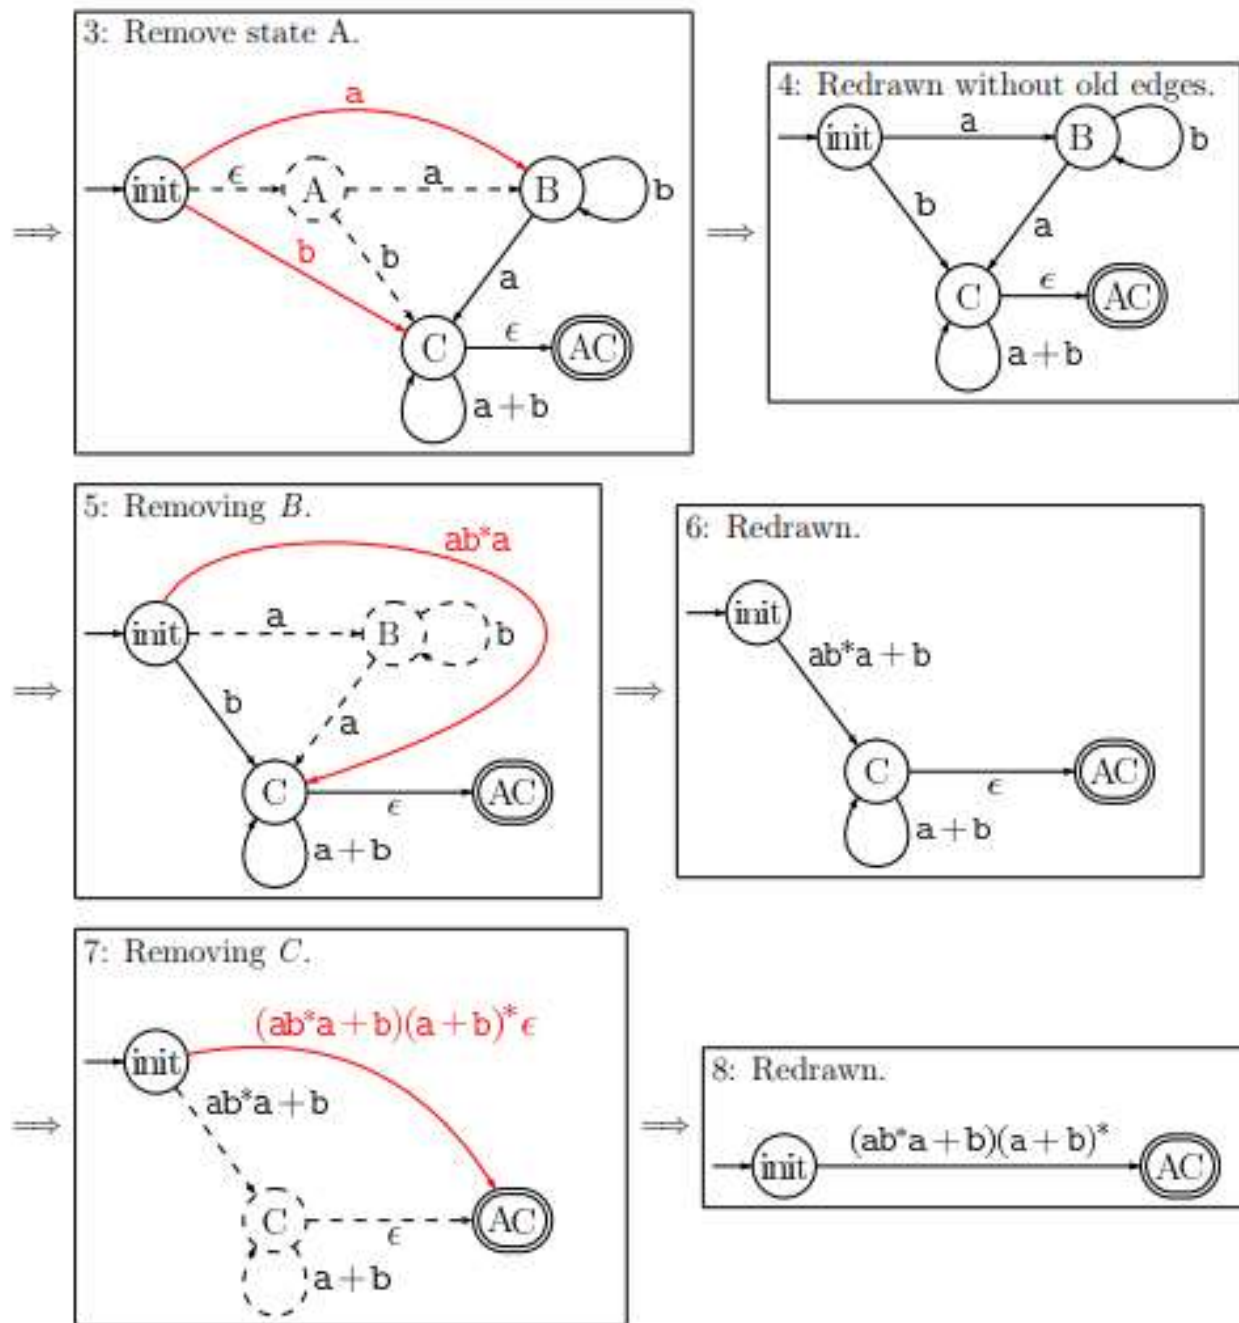 3: Remove state A.
a
init ϵ A a B b
b b a
C ϵ AC
a + b
⟹
4: Redrawn without old edges.
init a B b
b a
C ϵ AC
a + b
⟹
5: Removing B.
ab*a
init a B b
b a
C ϵ AC
a + b
⟹
6: Redrawn.
init
ab*a + b
C ϵ AC
a + b
⟹
7: Removing C.
(ab*a + b)(a + b)*ϵ
init
ab*a + b
C ϵ AC
a + b
⟹
8: Redrawn.
(ab*a + b)(a + b)*
init AC